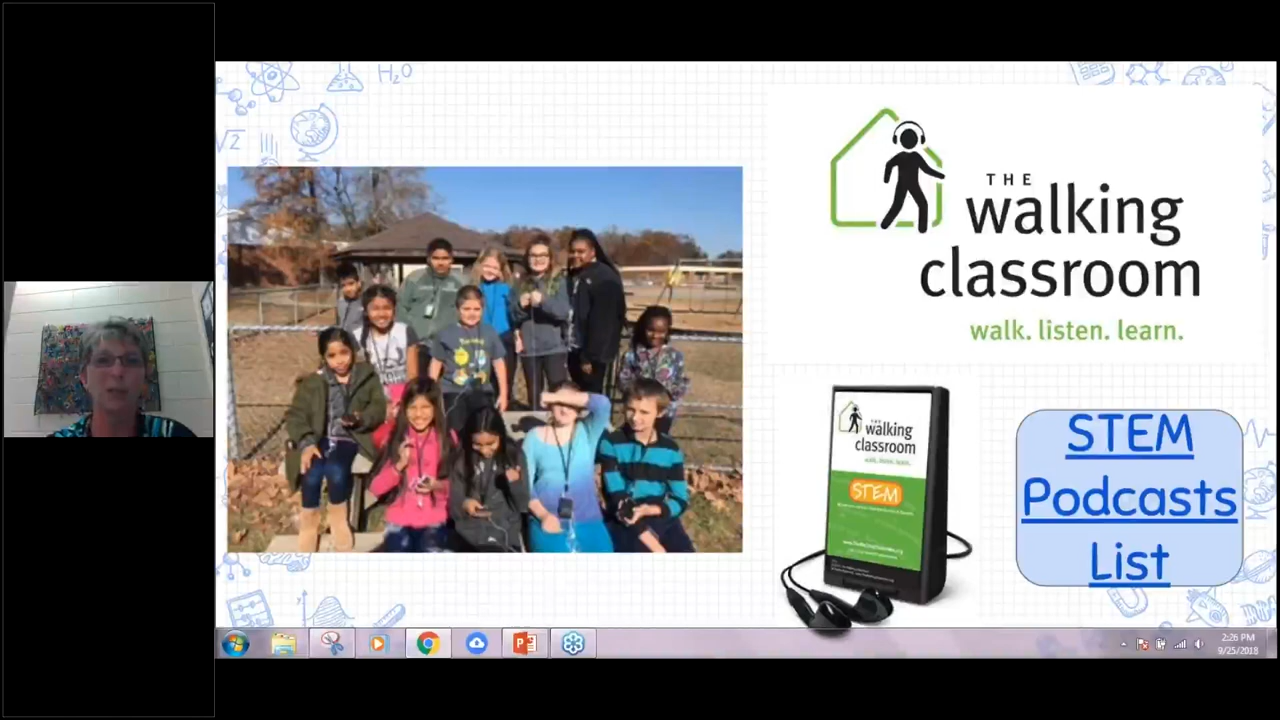 H₂O
√2
THE
walking
classroom
walk. listen. learn.
THE
walking
classroom
walk. listen. learn.
STEM
STEM
Podcasts
List
2:26 PM
9/25/2018